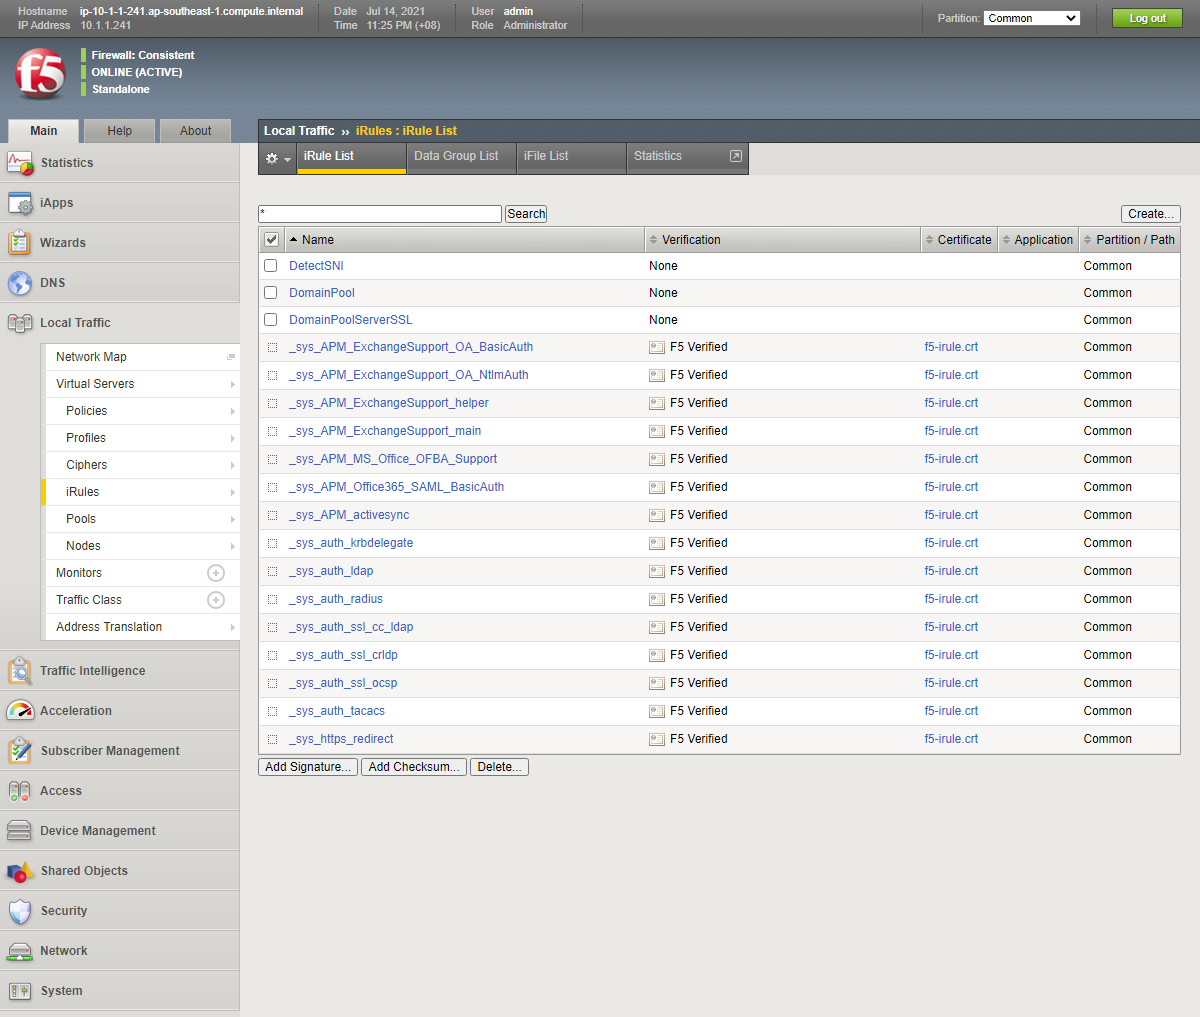 Hostname ip-10-1-1-241.ap-southeast-1.compute.internal Date Jul 14, 2021 User admin Partition: Common Log out
IP Address 10.1.1.241 Time 11:25 PM (+08) Role Administrator
f5
Firewall: Consistent
ONLINE (ACTIVE)
Standalone
Main Help About
Local Traffic ›› iRules : iRule List
iRule List Data Group List iFile List Statistics
Statistics
iApps
Wizards
DNS
Local Traffic
Network Map
Virtual Servers
Policies
Profiles
Ciphers
iRules
Pools
Nodes
Monitors
Traffic Class
Address Translation
Traffic Intelligence
Acceleration
Subscriber Management
Access
Device Management
Shared Objects
Security
Network
System
* Search Create...
Name Verification Certificate Application Partition / Path
DetectSNI None Common
DomainPool None Common
DomainPoolServerSSL None Common
_sys_APM_ExchangeSupport_OA_BasicAuth F5 Verified f5-irule.crt Common
_sys_APM_ExchangeSupport_OA_NtlmAuth F5 Verified f5-irule.crt Common
_sys_APM_ExchangeSupport_helper F5 Verified f5-irule.crt Common
_sys_APM_ExchangeSupport_main F5 Verified f5-irule.crt Common
_sys_APM_MS_Office_OFBA_Support F5 Verified f5-irule.crt Common
_sys_APM_Office365_SAML_BasicAuth F5 Verified f5-irule.crt Common
_sys_APM_activesync F5 Verified f5-irule.crt Common
_sys_auth_krbdelegate F5 Verified f5-irule.crt Common
_sys_auth_ldap F5 Verified f5-irule.crt Common
_sys_auth_radius F5 Verified f5-irule.crt Common
_sys_auth_ssl_cc_ldap F5 Verified f5-irule.crt Common
_sys_auth_ssl_crldp F5 Verified f5-irule.crt Common
_sys_auth_ssl_ocsp F5 Verified f5-irule.crt Common
_sys_auth_tacacs F5 Verified f5-irule.crt Common
_sys_https_redirect F5 Verified f5-irule.crt Common
Add Signature... Add Checksum... Delete...